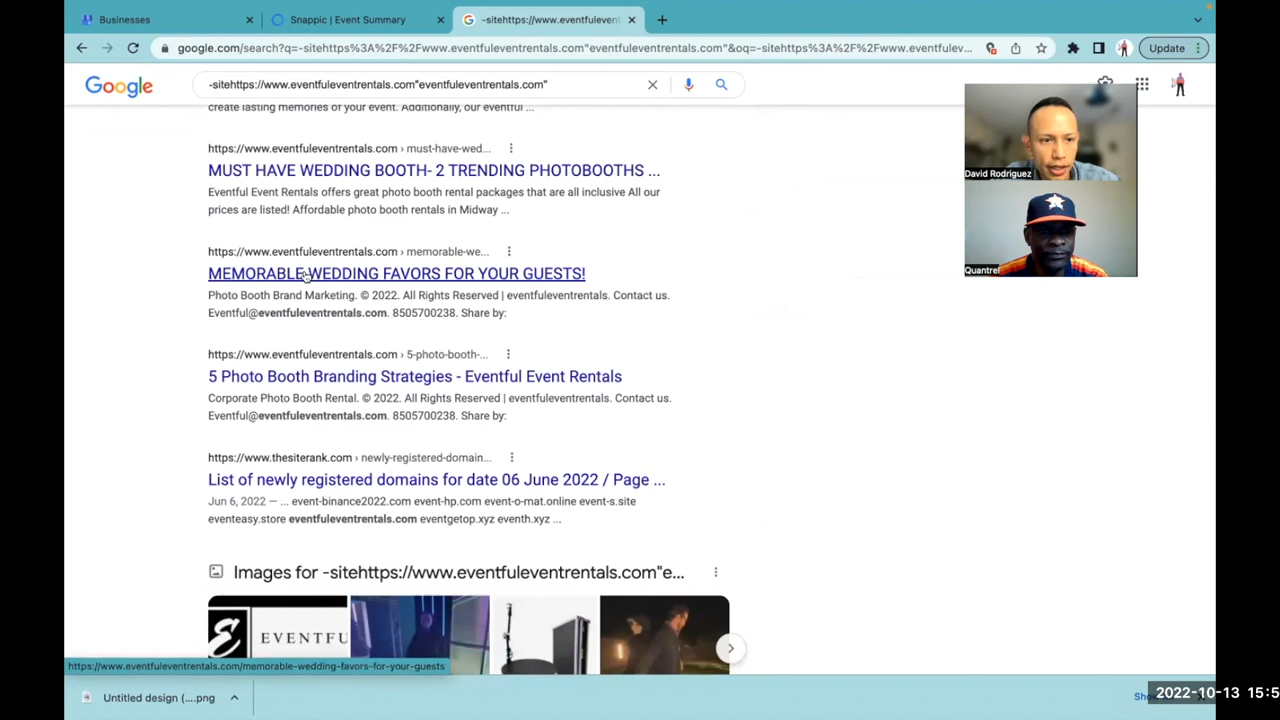 Businesses
Snappic | Event Summary
-sitehttps://www.eventfulevent
google.com/search?q=-sitehttps%3A%2F%2Fwww.eventfuleventrentals.com"eventfuleventrentals.com"&oq=-sitehttps%3A%2F%2Fwww.eventfulev...
Update
Google
-sitehttps://www.eventfuleventrentals.com"eventfuleventrentals.com"
create lasting memories of your event. Additionally, our eventful ...
https://www.eventfuleventrentals.com › must-have-wed...
MUST HAVE WEDDING BOOTH- 2 TRENDING PHOTOBOOTHS ...
Eventful Event Rentals offers great photo booth rental packages that are all inclusive All our
prices are listed! Affordable photo booth rentals in Midway ...
https://www.eventfuleventrentals.com › memorable-we...
MEMORABLE WEDDING FAVORS FOR YOUR GUESTS!
Photo Booth Brand Marketing. © 2022. All Rights Reserved | eventfuleventrentals. Contact us.
Eventful@eventfuleventrentals.com. 8505700238. Share by:
https://www.eventfuleventrentals.com › 5-photo-booth-...
5 Photo Booth Branding Strategies - Eventful Event Rentals
Corporate Photo Booth Rental. © 2022. All Rights Reserved | eventfuleventrentals. Contact us.
Eventful@eventfuleventrentals.com. 8505700238. Share by:
https://www.thesiterank.com › newly-registered-domain...
List of newly registered domains for date 06 June 2022 / Page ...
Jun 6, 2022 — ... event-binance2022.com event-hp.com event-o-mat.online event-s.site
eventeasy.store eventfuleventrentals.com eventgetop.xyz eventh.xyz ...
Images for -sitehttps://www.eventfuleventrentals.com"e...
E EVENTFU
https://www.eventfuleventrentals.com/memorable-wedding-favors-for-your-guests
Untitled design (....png
Sho
2022-10-13 15:5
David Rodriguez
Quantrel